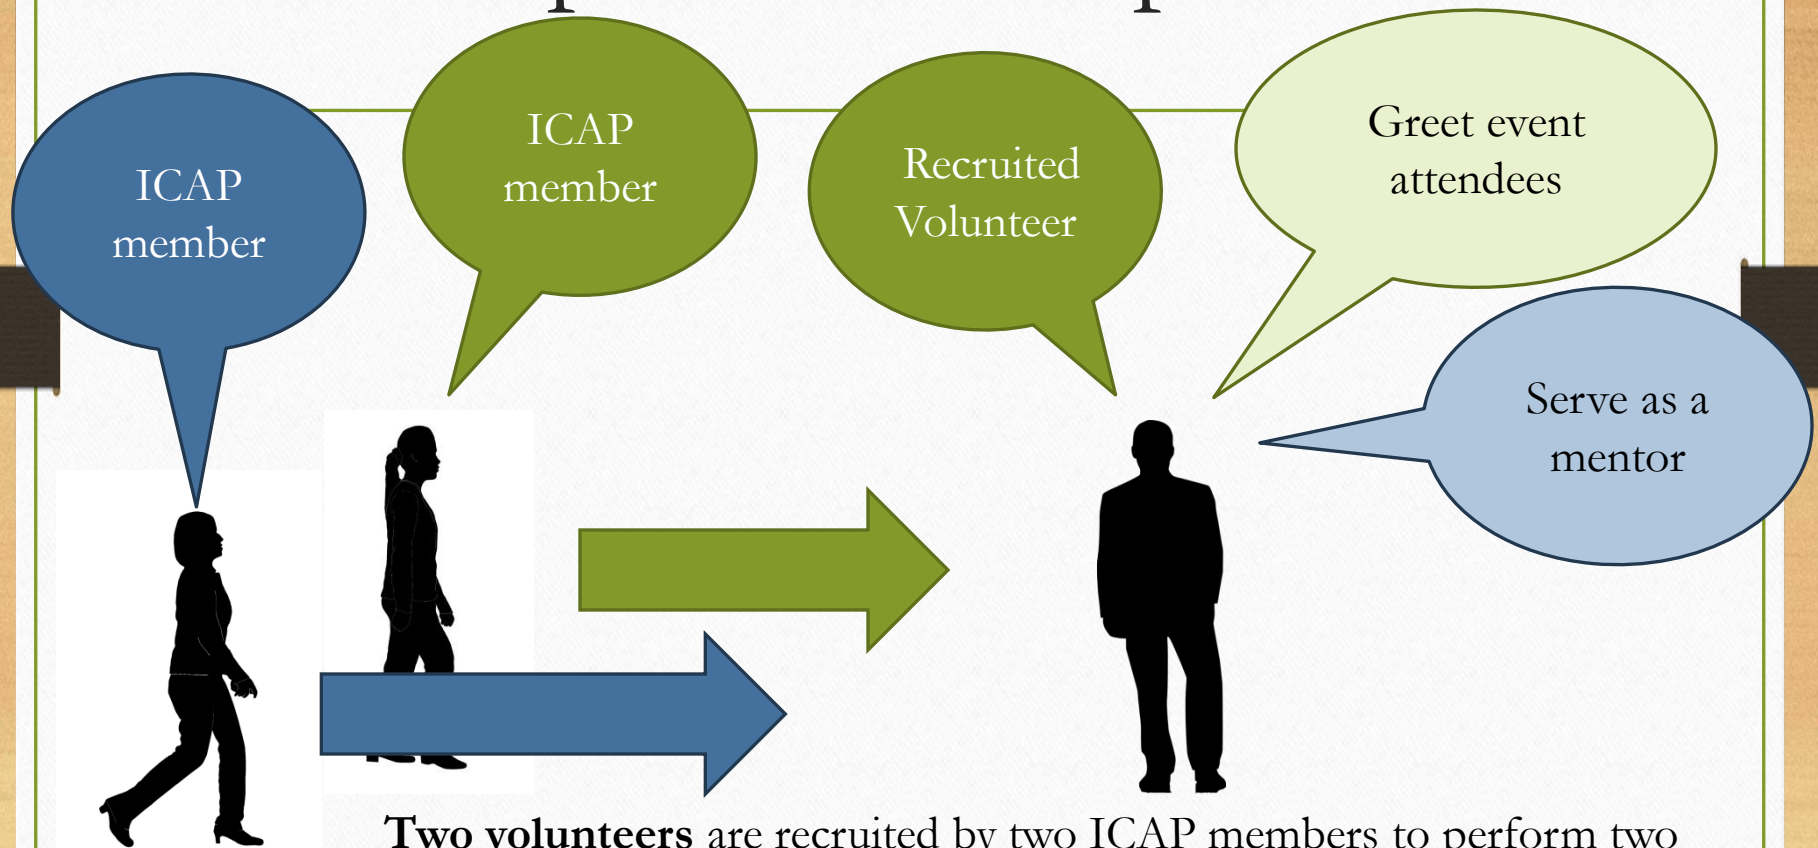 ICAP
member
ICAP
member
Recruited
Volunteer
Greet event
attendees
Serve as a
mentor
Two volunteers are recruited by two ICAP members to perform two